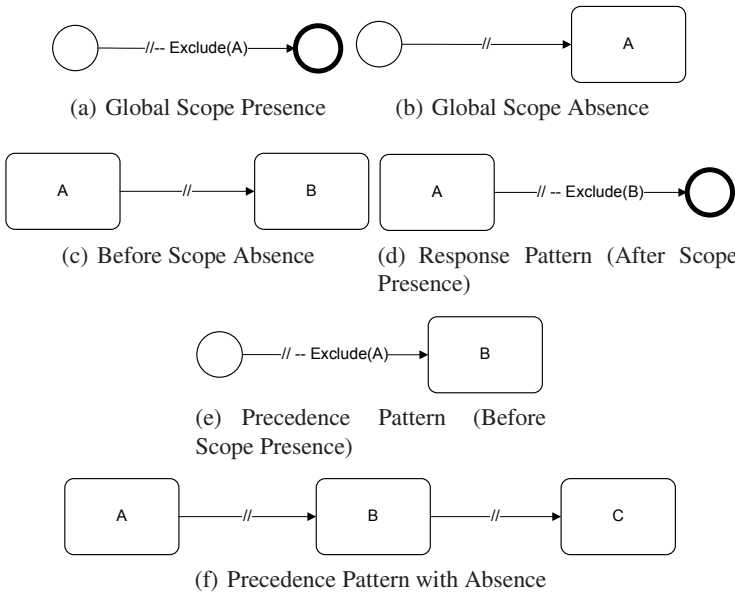 //-- Exclude(A)
//
A
(a) Global Scope Presence
(b) Global Scope Absence
A
//
B
A
// -- Exclude(B)
(c) Before Scope Absence
(d) Response Pattern (After Scope
Presence)
// -- Exclude(A)
B
(e) Precedence Pattern (Before
Scope Presence)
A
//
B
//
C
(f) Precedence Pattern with Absence